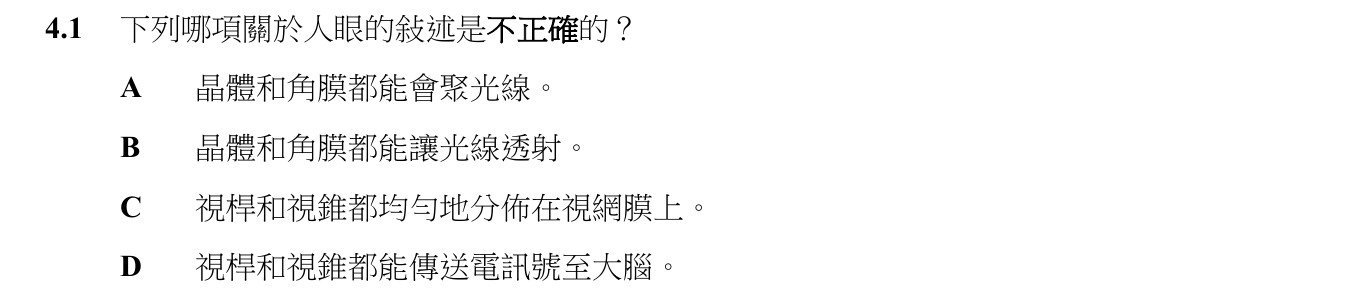 4.1 下列哪項關於人眼的敍述是不正確的？
A 晶體和角膜都能會聚光線。
B 晶體和角膜都能讓光線透射。
C 視桿和視錐都均勻地分佈在視網膜上。
D 視桿和視錐都能傳送電訊號至大腦。